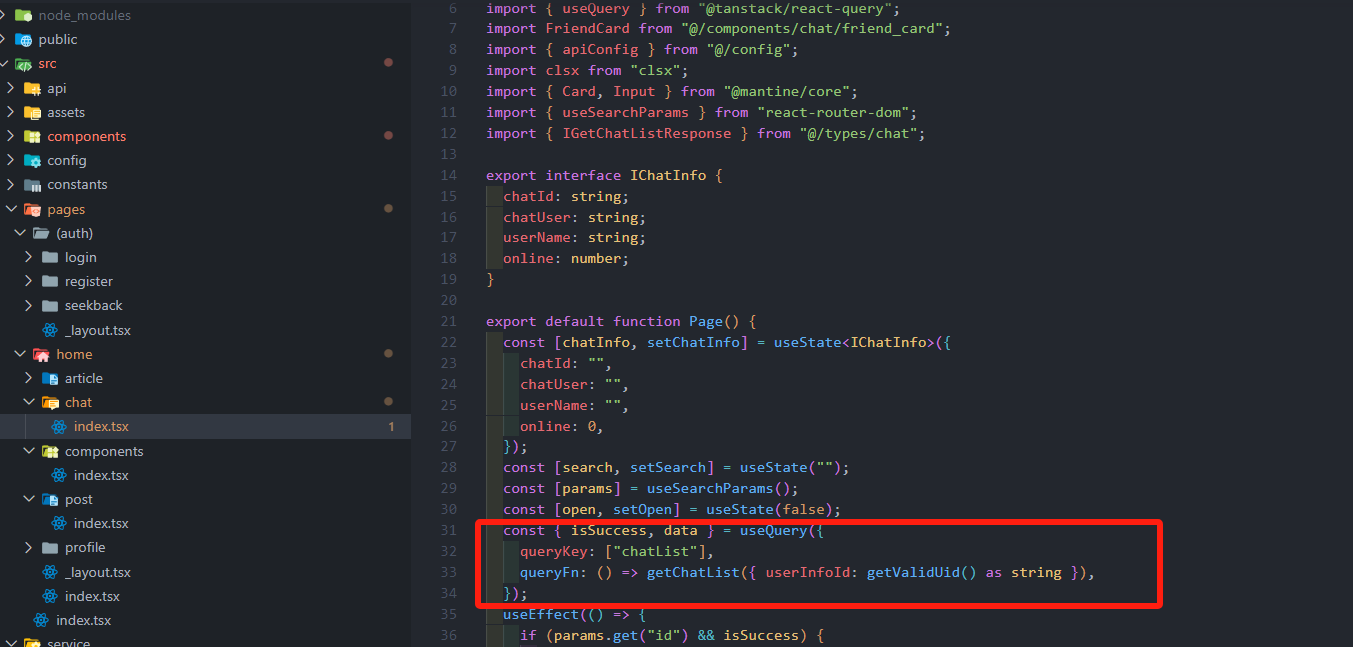 node_modules
public
src
api
assets
components
config
constants
pages
(auth)
login
register
seekback
_layout.tsx
home
article
chat
index.tsx 1
components
index.tsx
post
index.tsx
profile
_layout.tsx
index.tsx
index.tsx
service
6 import { useQuery } from "@tanstack/react-query";
7 import FriendCard from "@/components/chat/friend_card";
8 import { apiConfig } from "@/config";
9 import clsx from "clsx";
10 import { Card, Input } from "@mantine/core";
11 import { useSearchParams } from "react-router-dom";
12 import { IGetChatListResponse } from "@/types/chat";
13
14 export interface IChatInfo {
15 chatId: string;
16 chatUser: string;
17 userName: string;
18 online: number;
19 }
20
21 export default function Page() {
22 const [chatInfo, setChatInfo] = useState<IChatInfo>({
23 chatId: "",
24 chatUser: "",
25 userName: "",
26 online: 0,
27 });
28 const [search, setSearch] = useState("");
29 const [params] = useSearchParams();
30 const [open, setOpen] = useState(false);
31 const { isSuccess, data } = useQuery({
32 queryKey: ["chatList"],
33 queryFn: () => getChatList({ userInfoId: getValidUid() as string }),
34 });
35 useEffect(() => {
36 if (params.get("id") && isSuccess) {